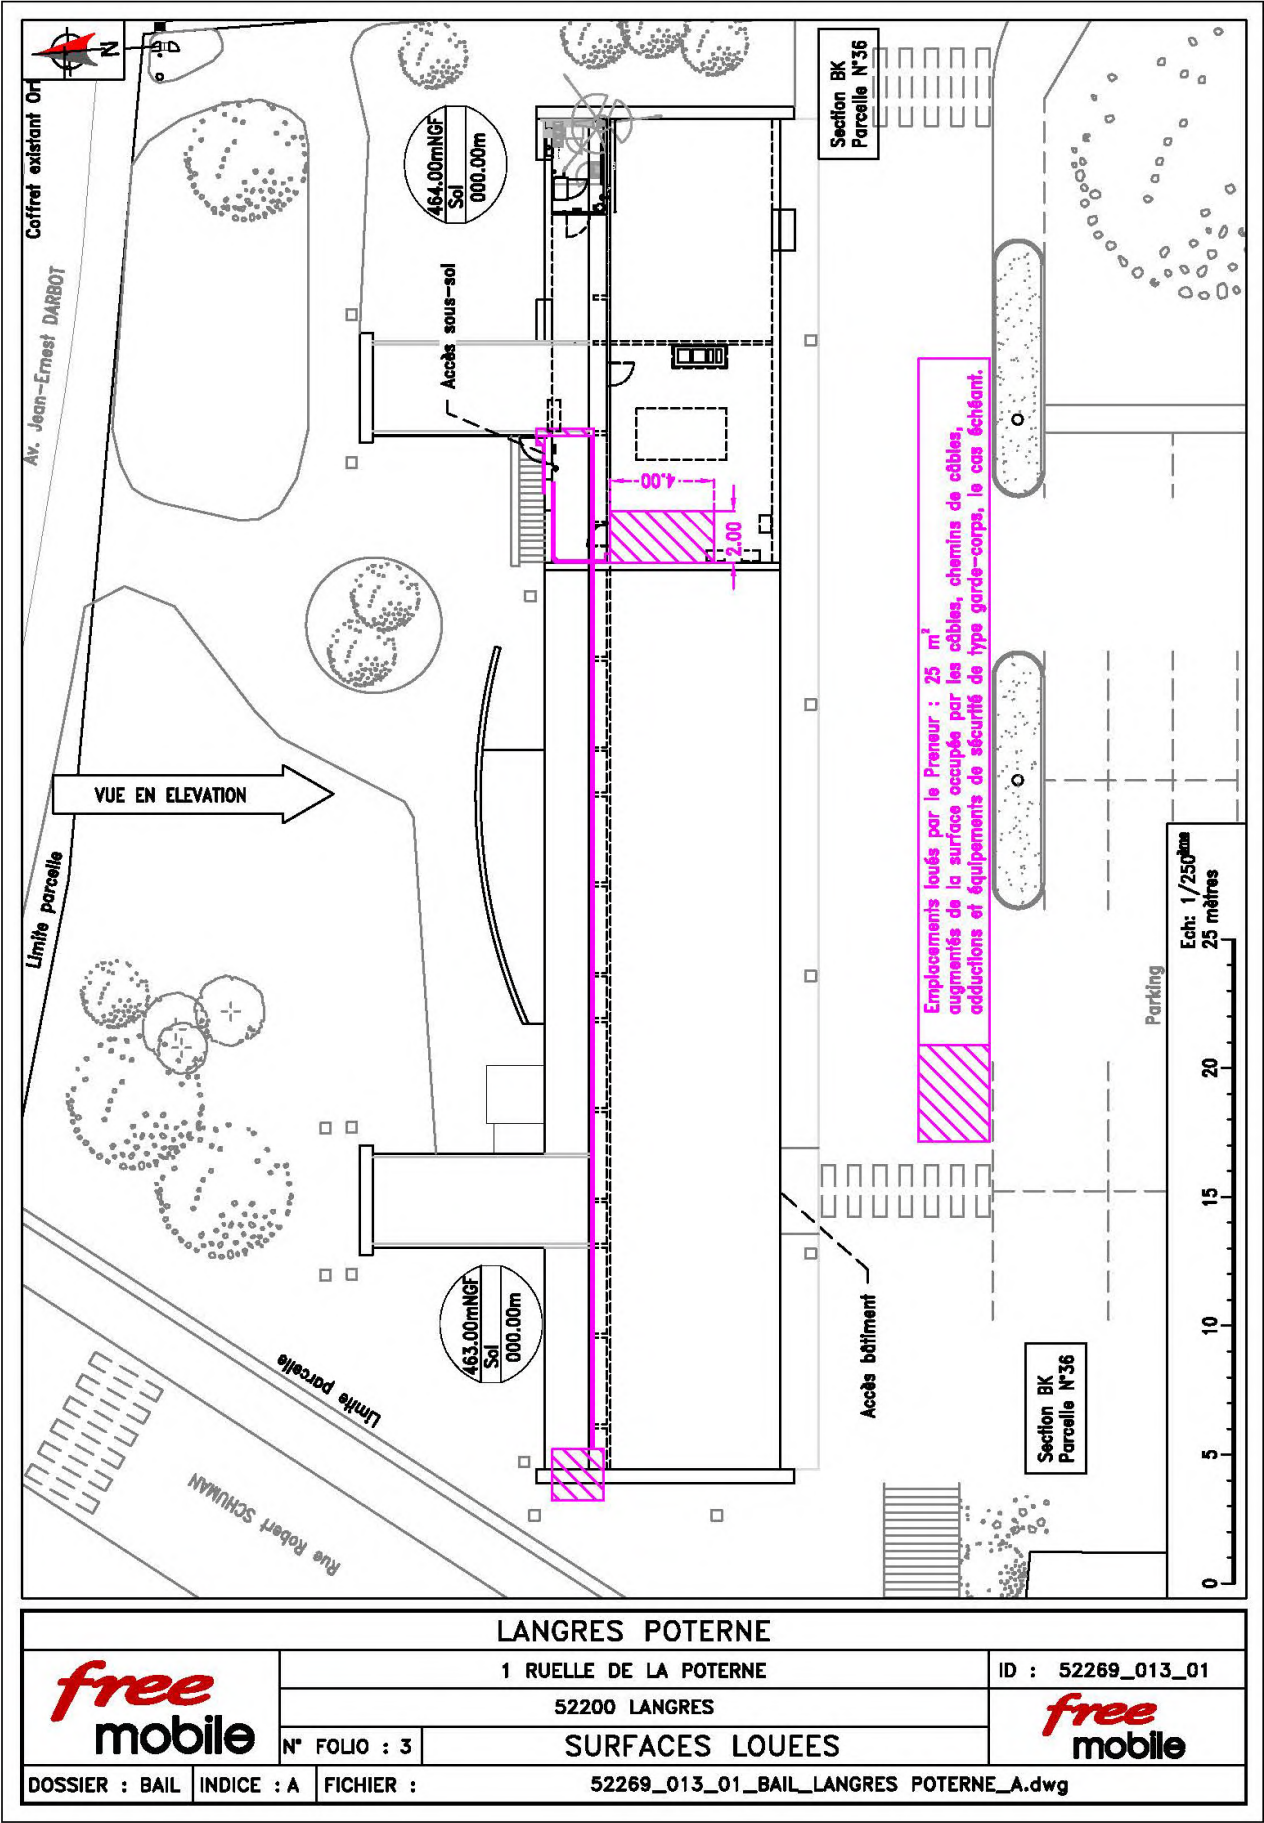 N
Coffret existant Or
Av. Jean-Ernest DARBOT
464.00mNGF
Sol
000.00m
Accès sous-sol
Section BK
Parcelle N°36
4.00
2.00
VUE EN ELEVATION
Limite parcelle
Emplacements loués par le Preneur : 25 m²
augmentés de la surface occupée par les câbles, chemins de câbles,
adductions et équipements de sécurité de type garde-corps, le cas échéant.
Parking
Ech: 1/250ème
25 mètres
20
15
10
5
0
463.00mNGF
Sol
000.00m
Limite parcelle
Rue Robert SCHUMAN
Accès bâtiment
Section BK
Parcelle N°36
LANGRES POTERNE
free
mobile
1 RUELLE DE LA POTERNE
ID : 52269_013_01
52200 LANGRES
free
mobile
N° FOLIO : 3
SURFACES LOUEES
DOSSIER : BAIL
INDICE : A
FICHIER :
52269_013_01_BAIL_LANGRES POTERNE_A.dwg